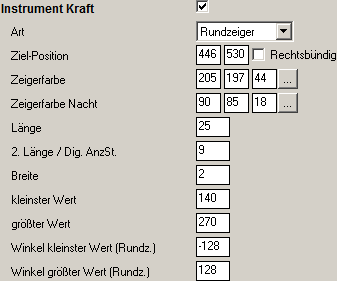 Instrument Kraft
Art Rundzeiger
Ziel-Position 446 530 Rechtsbündig
Zeigerfarbe 205 197 44 ...
Zeigerfarbe Nacht 90 85 18 ...
Länge 25
2. Länge / Dig. AnzSt. 9
Breite 2
kleinster Wert 140
größter Wert 270
Winkel kleinster Wert (Rundz.) -128
Winkel größter Wert (Rundz.) 128